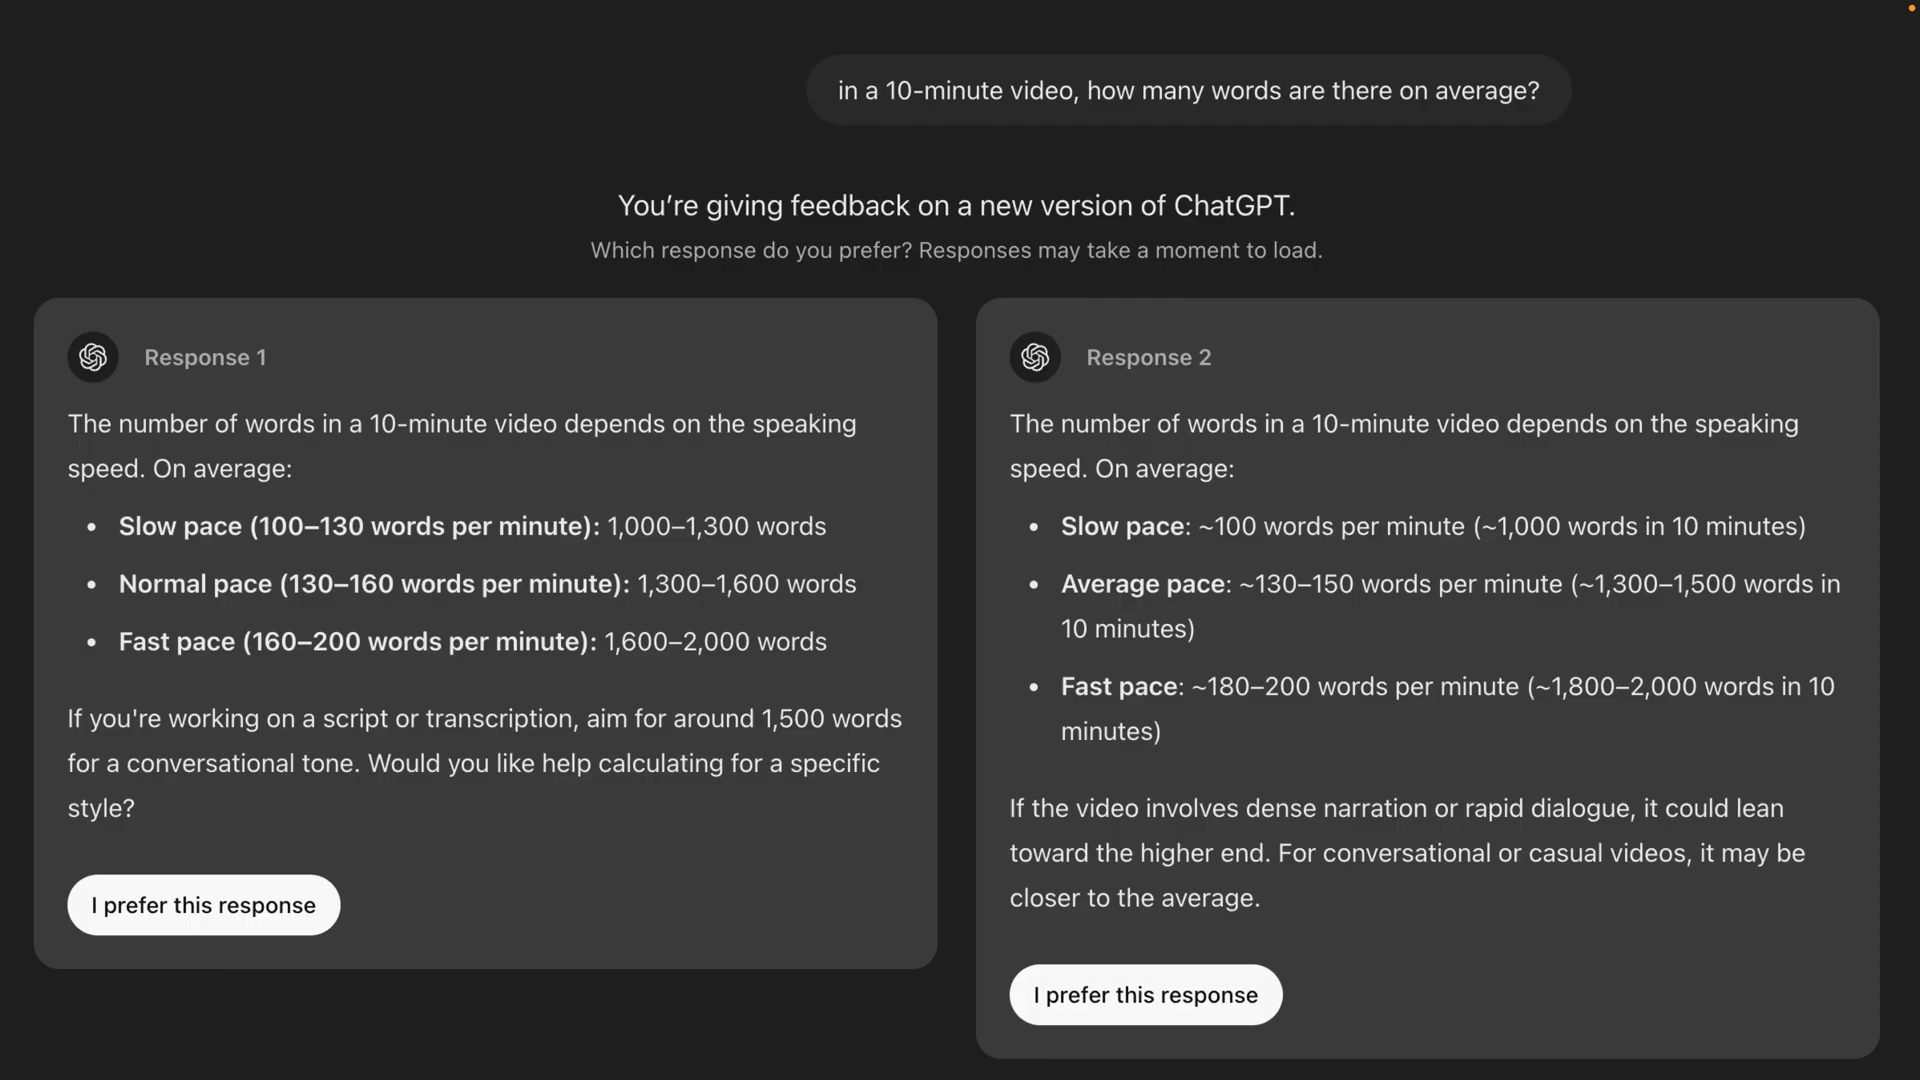 in a 10-minute video, how many words are there on average?
You’re giving feedback on a new version of ChatGPT.
Which response do you prefer? Responses may take a moment to load.
Response 1
The number of words in a 10-minute video depends on the speaking
speed. On average:
• Slow pace (100–130 words per minute): 1,000–1,300 words
• Normal pace (130–160 words per minute): 1,300–1,600 words
• Fast pace (160–200 words per minute): 1,600–2,000 words
If you're working on a script or transcription, aim for around 1,500 words
for a conversational tone. Would you like help calculating for a specific
style?
I prefer this response
Response 2
The number of words in a 10-minute video depends on the speaking
speed. On average:
• Slow pace: ~100 words per minute (~1,000 words in 10 minutes)
• Average pace: ~130–150 words per minute (~1,300–1,500 words in
10 minutes)
• Fast pace: ~180–200 words per minute (~1,800–2,000 words in 10
minutes)
If the video involves dense narration or rapid dialogue, it could lean
toward the higher end. For conversational or casual videos, it may be
closer to the average.
I prefer this response